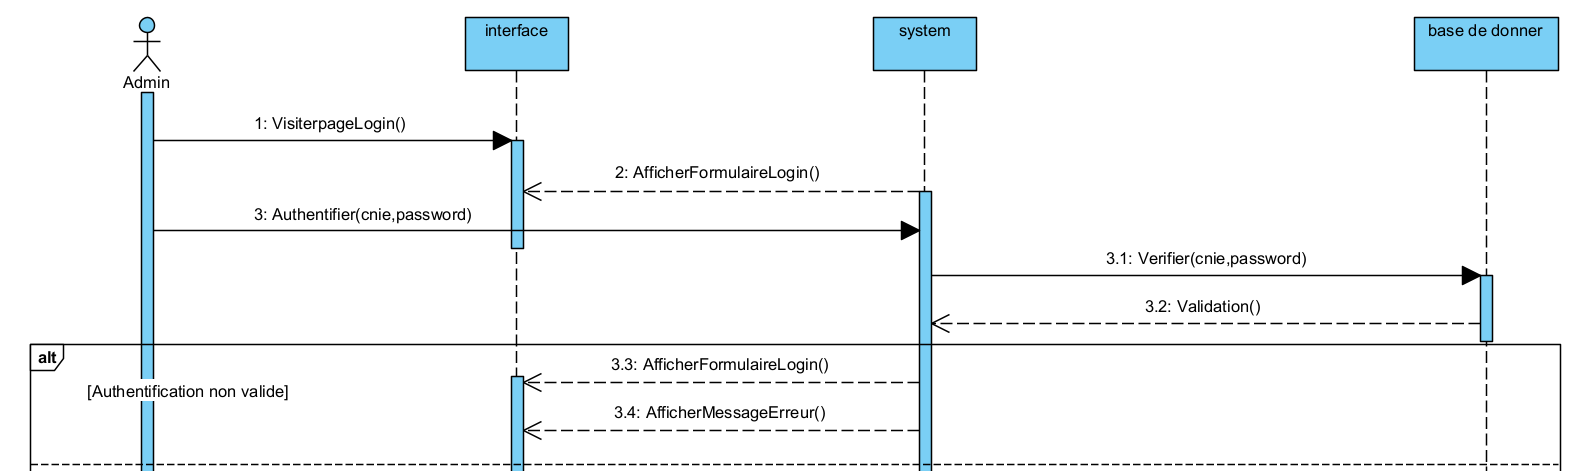 interface
system
base de donner
Admin
1: VisiterpageLogin()
2: AfficherFormulaireLogin()
3: Authentifier(cnie,password)
3.1: Verifier(cnie,password)
3.2: Validation()
alt
3.3: AfficherFormulaireLogin()
[Authentification non valide]
3.4: AfficherMessageErreur()